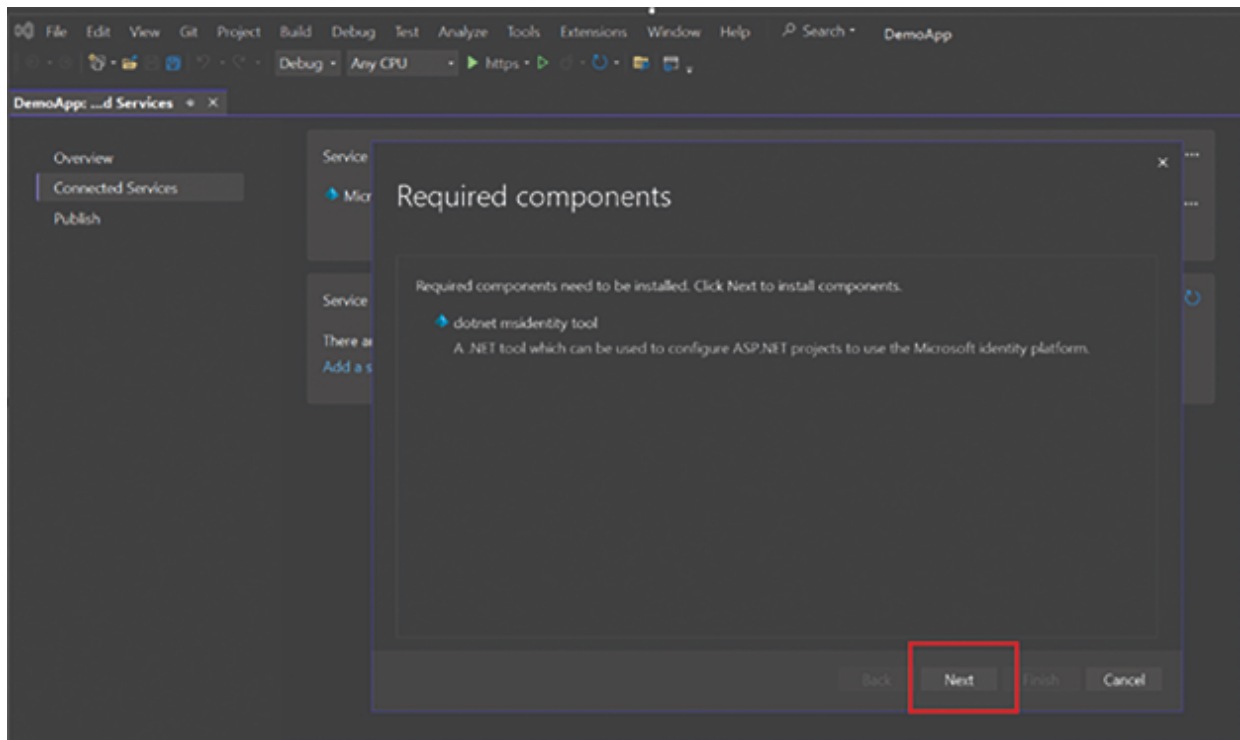 File Edit View Git Project Build Debug Test Analyze Tools Extensions Window Help Search DemoApp
Debug Any CPU https
DemoApp: ...d Services
Overview
Connected Services
Publish
Service
Micr
Required components
Required components need to be installed. Click Next to install components.
dotnet msidentity tool
A .NET tool which can be used to configure ASP.NET projects to use the Microsoft identity platform.
Service
There ar
Add a s
Back Next Finish Cancel